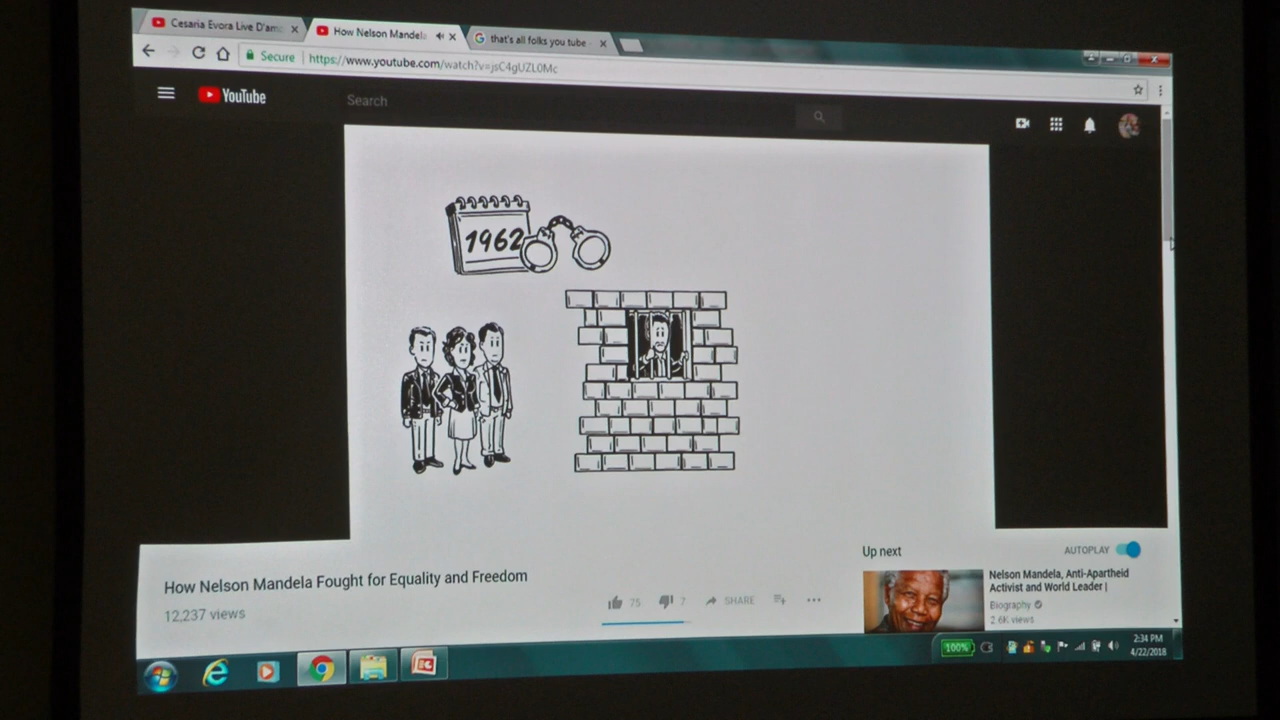 Cesaria Evora Live D'amo
How Nelson Mandela
that's all folks you tube -
Secure
https://www.youtube.com/watch?v=jsC4gUZL0Mc
YouTube
Search
1962
How Nelson Mandela Fought for Equality and Freedom
12,237 views
75
7
SHARE
Up next
AUTOPLAY
Nelson Mandela, Anti-Apartheid
Activist and World Leader |
Biography
2.6K views
100%
2:34 PM
4/22/2018